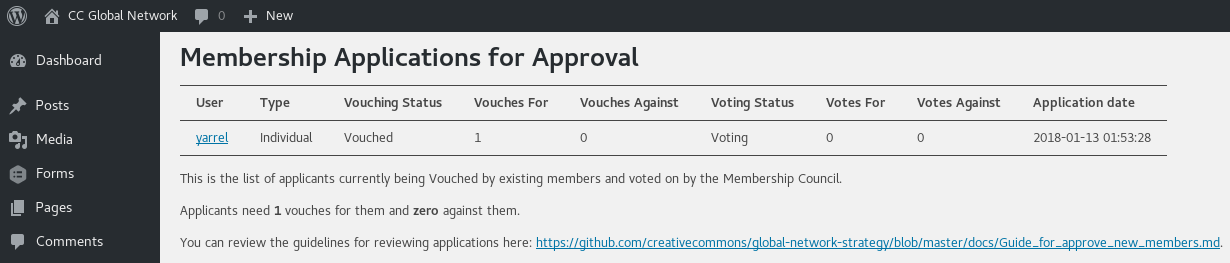 CC Global Network 0 New
Dashboard
Posts
Media
Forms
Pages
Comments
Membership Applications for Approval
User Type Vouching Status Vouches For Vouches Against Voting Status Votes For Votes Against Application date
yarrel Individual Vouched 1 0 Voting 0 0 2018-01-13 01:53:28
This is the list of applicants currently being Vouched by existing members and voted on by the Membership Council.
Applicants need 1 vouches for them and zero against them.
You can review the guidelines for reviewing applications here: https://github.com/creativecommons/global-network-strategy/blob/master/docs/Guide_for_approve_new_members.md.